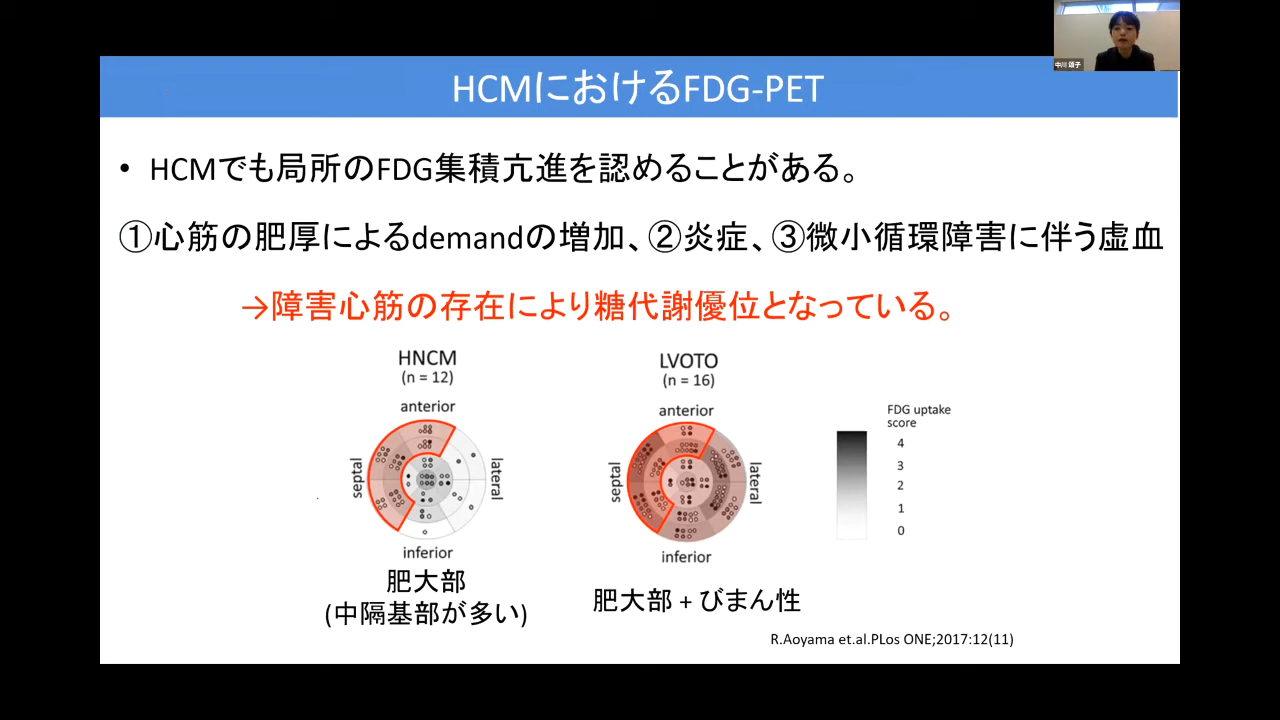 中川 頌子
HCMにおけるFDG-PET
• HCMでも局所のFDG集積亢進を認めることがある。
①心筋の肥厚によるdemandの増加、②炎症、③微小循環障害に伴う虚血
→障害心筋の存在により糖代謝優位となっている。
HNCM
(n = 12)
anterior
septal
lateral
inferior
肥大部
(中隔基部が多い)
LVOTO
(n = 16)
anterior
septal
lateral
inferior
肥大部 + びまん性
FDG uptake
score
4
3
2
1
0
R.Aoyama et.al.PLos ONE;2017:12(11)